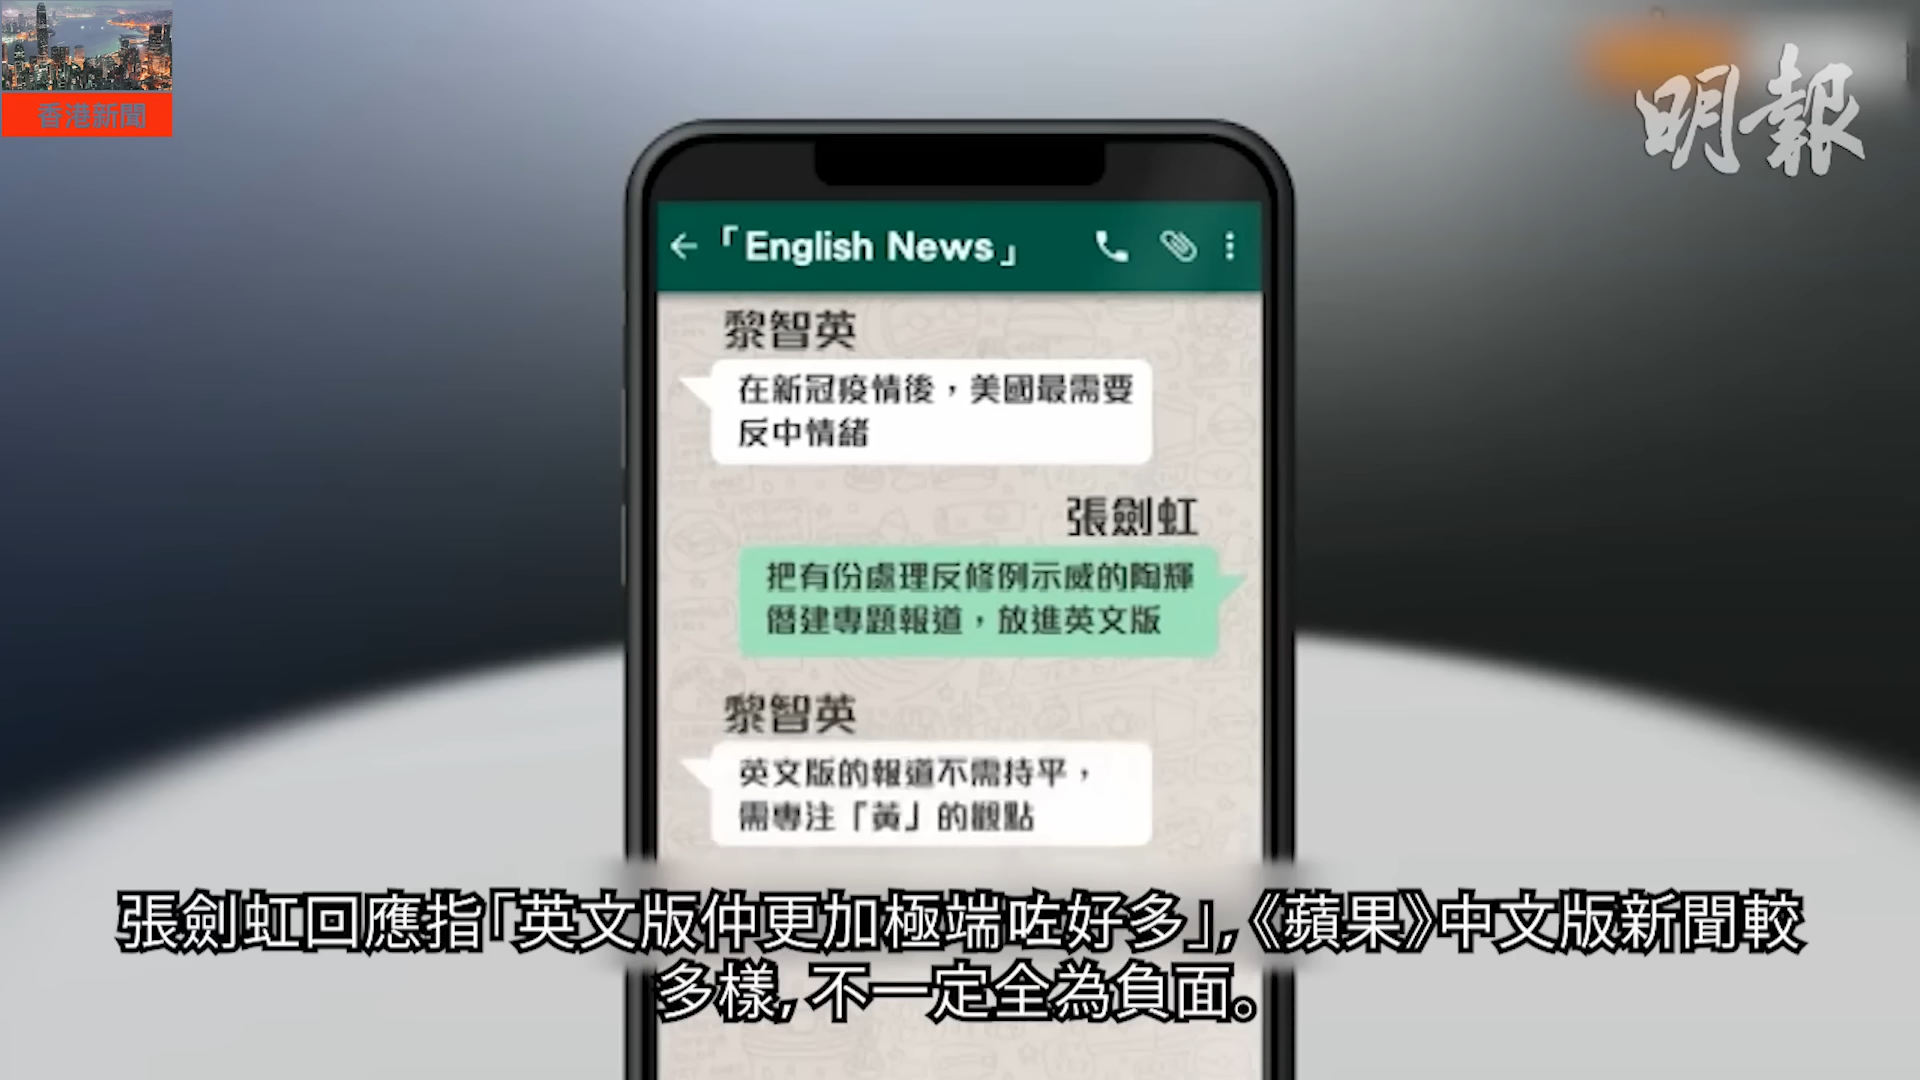 香港新聞
明報
「English News」
黎智英
在新冠疫情後，美國最需要
反中情緒
張劍虹
把有份處理反修例示威的陶輝
曆建專題報道，放進英文版
黎智英
英文版的報道不需持平，
需專注「黃」的觀點
張劍虹回應指「英文版仲更加極端咗好多」,《蘋果》中文版新聞較
多樣, 不一定全為負面。